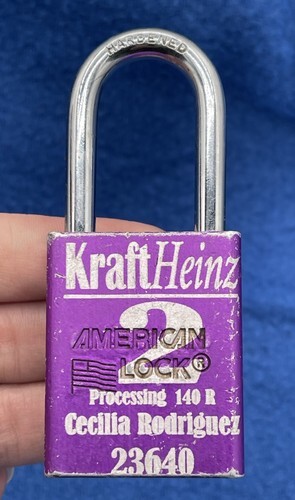 HARDENED
KraftHeinz
2
AMERICAN
LOCK®
Processing 140 R
Cecilia Rodriguez
23640